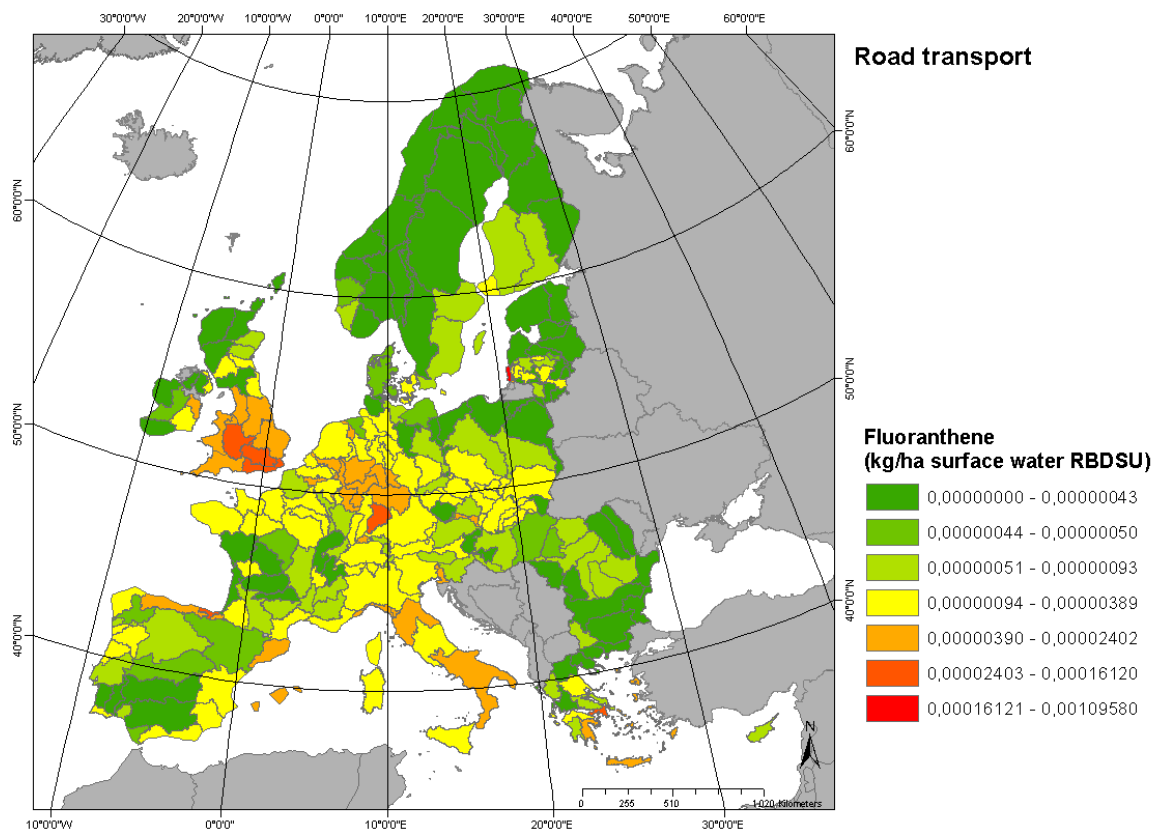 30°0'0"W 20°0'0"W 10°0'0"W 0°0'0" 10°0'0"E 20°0'0"E 30°0'0"E 40°0'0"E 60°0'0"E
Road transport
60°0'0"N
60°0'0"N
50°0'0"N
50°0'0"N
40°0'0"N
40°0'0"N
Fluoranthene
(kg/ha surface water RBDSU)
0,00000000 - 0,00000043
0,00000044 - 0,00000050
0,00000051 - 0,00000093
0,00000094 - 0,00000389
0,00000390 - 0,00002402
0,00002403 - 0,00016120
0,00016121 - 0,00109580
N
0 255 510 1 020 Kilometers
10°0'0"W 0°0'0" 10°0'0"E 20°0'0"E 30°0'0"E